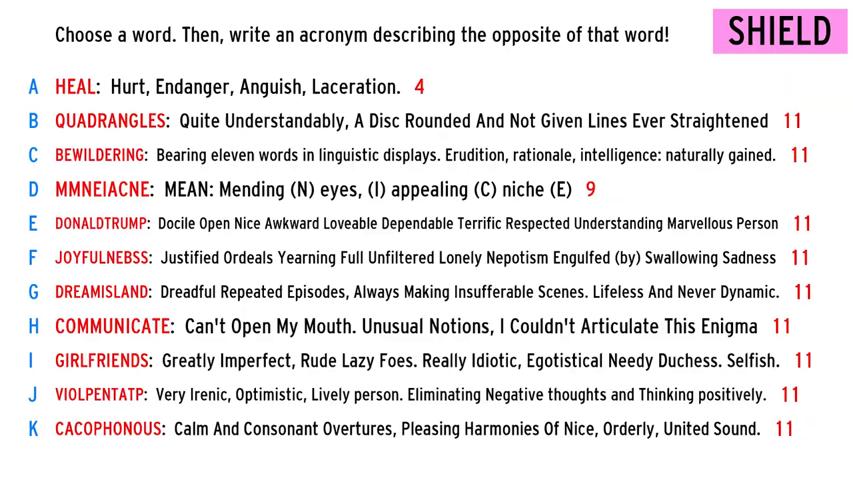 Choose a word. Then, write an acronym describing the opposite of that word!
SHIELD
A HEAL: Hurt, Endanger, Anguish, Laceration. 4
B QUADRANGLES: Quite Understandably, A Disc Rounded And Not Given Lines Ever Straightened 11
C BEWILDERING: Bearing eleven words in linguistic displays. Erudition, rationale, intelligence: naturally gained. 11
D MMNEIACNE: MEAN: Mending (N) eyes, (I) appealing (C) niche (E) 9
E DONALDTRUMP: Docile Open Nice Awkward Loveable Dependable Terrific Respected Understanding Marvellous Person 11
F JOYFULNEBSS: Justified Ordeals Yearning Full Unfiltered Lonely Nepotism Engulfed (by) Swallowing Sadness 11
G DREAMISLAND: Dreadful Repeated Episodes, Always Making Insufferable Scenes. Lifeless And Never Dynamic. 11
H COMMUNICATE: Can't Open My Mouth. Unusual Notions, I Couldn't Articulate This Enigma 11
I GIRLFRIENDS: Greatly Imperfect, Rude Lazy Foes. Really Idiotic, Egotistical Needy Duchess. Selfish. 11
J VIOLPENTATP: Very Irenic, Optimistic, Lively person. Eliminating Negative thoughts and Thinking positively. 11
K CACOPHONOUS: Calm And Consonant Overtures, Pleasing Harmonies Of Nice, Orderly, United Sound. 11